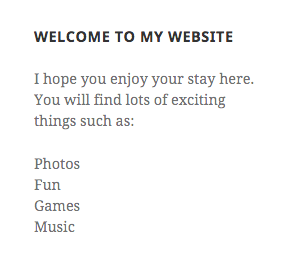 WELCOME TO MY WEBSITE
I hope you enjoy your stay here.
You will find lots of exciting
things such as:
Photos
Fun
Games
Music